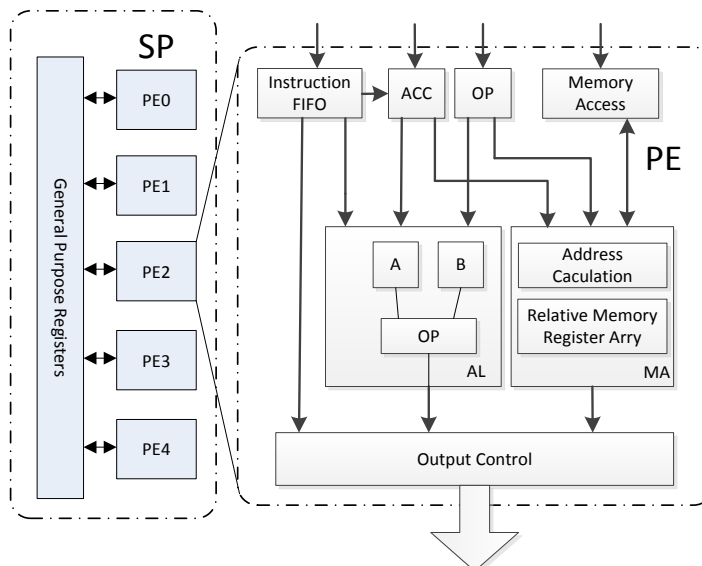 SP
General Purpose Registers
PE0
PE1
PE2
PE3
PE4
Instruction
FIFO
ACC
OP
Memory
Access
PE
A
B
OP
AL
Address
Caculation
Relative Memory
Register Arry
MA
Output Control